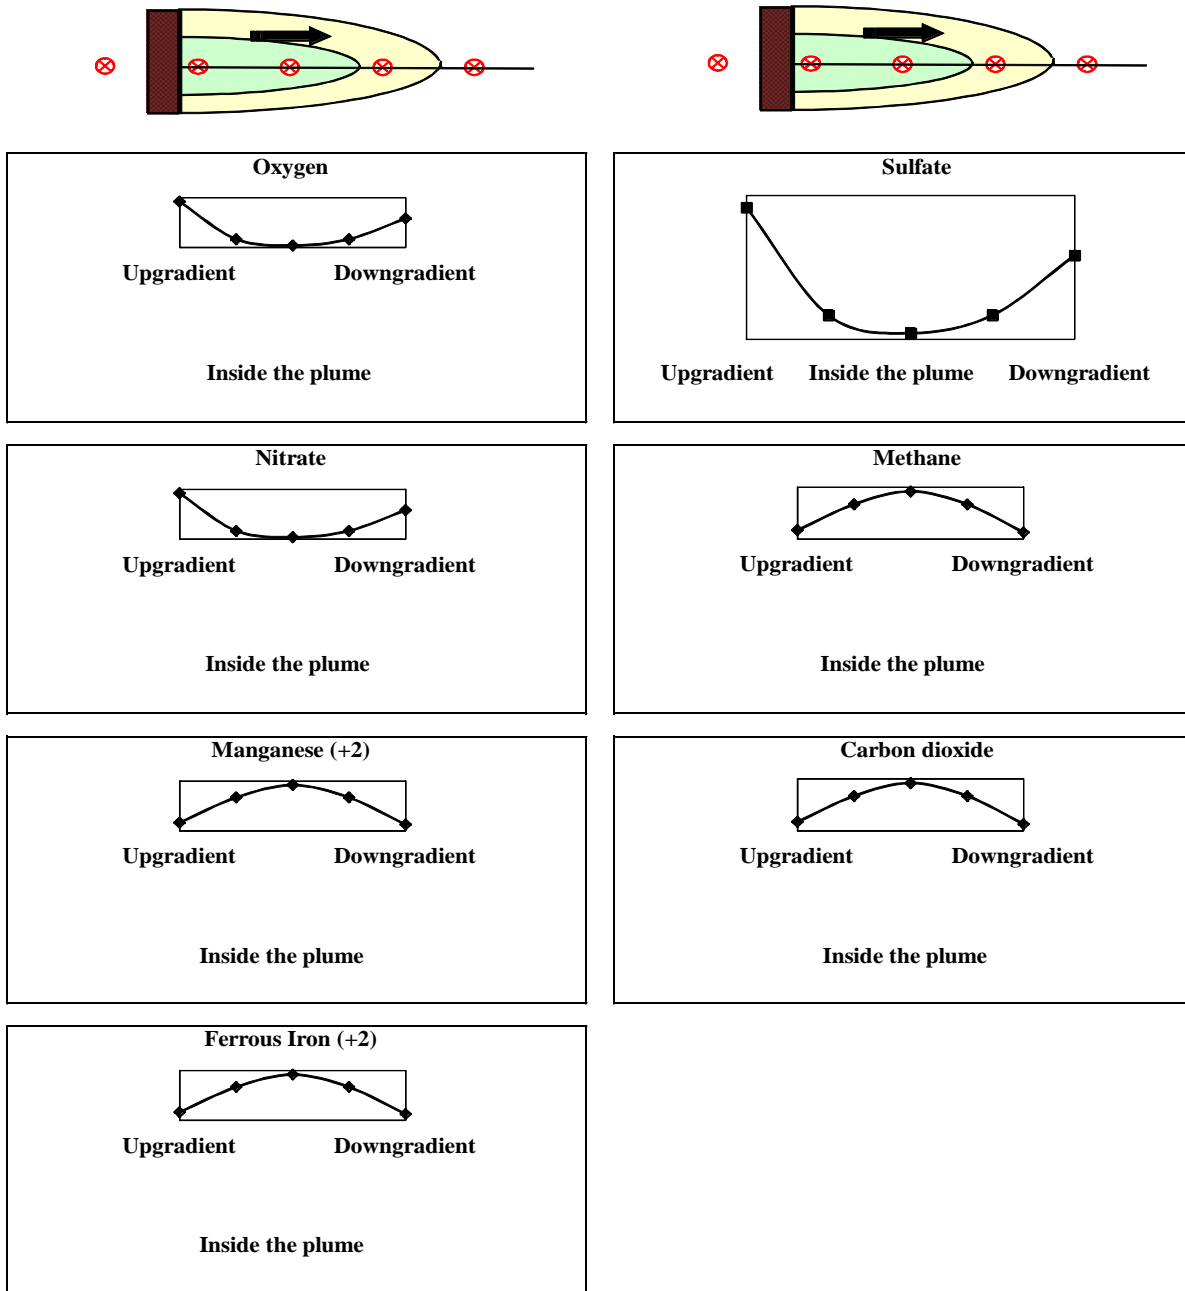 Oxygen
Upgradient Downgradient
Inside the plume
Sulfate
Upgradient Inside the plume Downgradient
Nitrate
Upgradient Downgradient
Inside the plume
Methane
Upgradient Downgradient
Inside the plume
Manganese (+2)
Upgradient Downgradient
Inside the plume
Carbon dioxide
Upgradient Downgradient
Inside the plume
Ferrous Iron (+2)
Upgradient Downgradient
Inside the plume